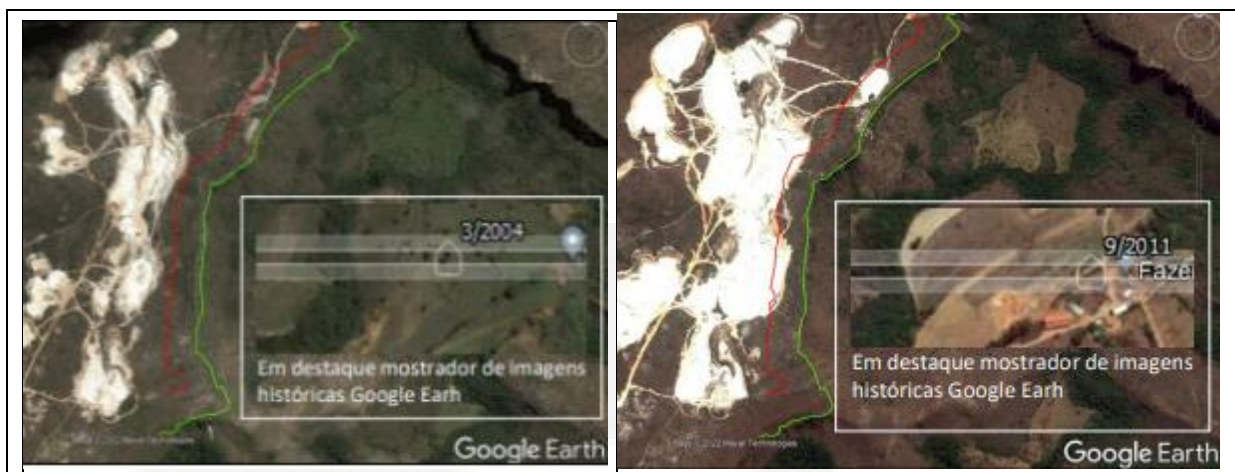 3/2004
Em destaque mostrador de imagens
históricas Google Earh
Google Earth
9/2011
Faze
Em destaque mostrador de imagens
históricas Google Earh
Google Earth